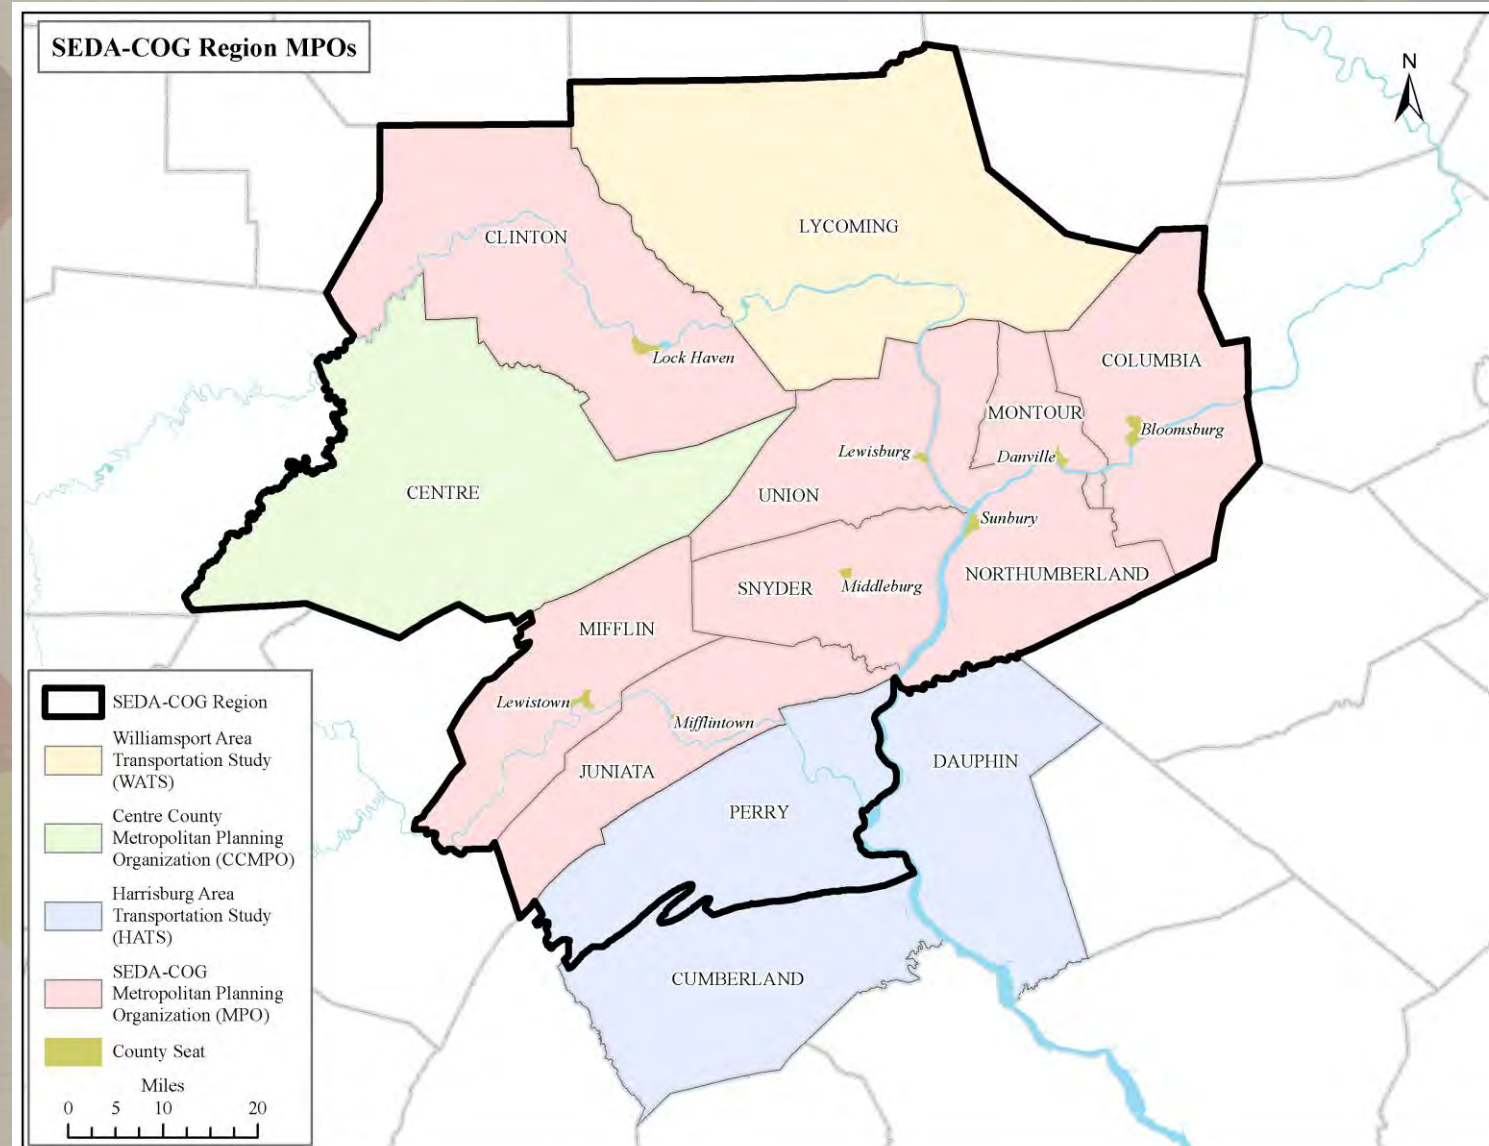 SEDA-COG Region MPOs
N
LYCOMING
CLINTON
Lock Haven
COLUMBIA
MONTOUR
Bloomsburg
Lewisburg
Danville
CENTRE
UNION
Sunbury
SNYDER
Middleburg
NORTHUMBERLAND
MIFFLIN
Lewistown
Mifflintown
JUNIATA
DAUPHIN
PERRY
CUMBERLAND
SEDA-COG Region
Williamsport Area
Transportation Study
(WATS)
Centre County
Metropolitan Planning
Organization (CCMPO)
Harrisburg Area
Transportation Study
(HATS)
SEDA-COG
Metropolitan Planning
Organization (MPO)
County Seat
Miles
0 5 10 20